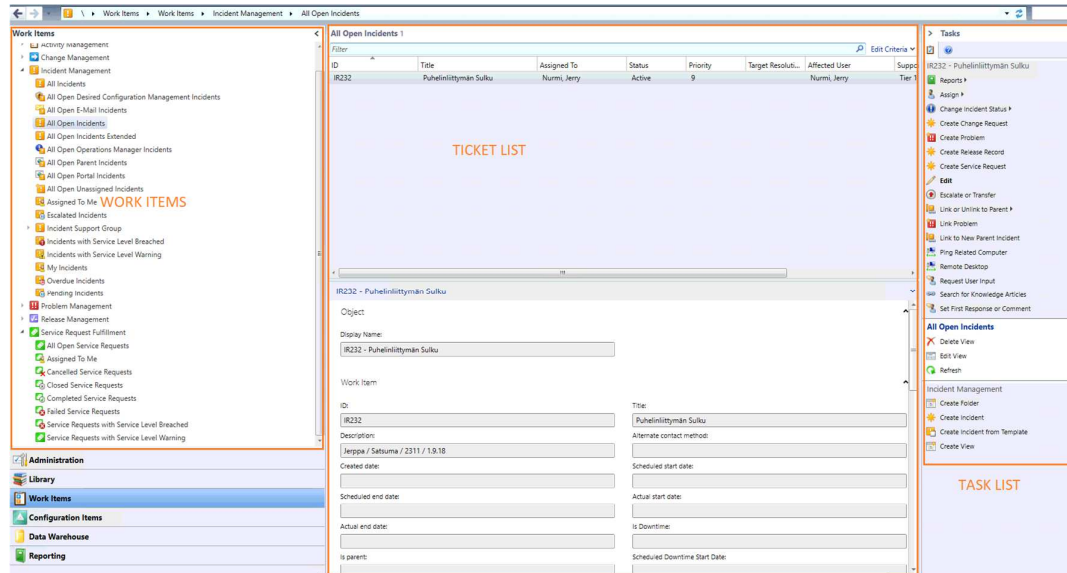 \ ▸ Work Items ▸ Work Items ▸ Incident Management ▸ All Open Incidents
Work Items
Activity Management
Change Management
Incident Management
All Incidents
All Open Desired Configuration Management Incidents
All Open E-Mail Incidents
All Open Incidents
All Open Incidents Extended
All Open Operations Manager Incidents
All Open Parent Incidents
All Open Portal Incidents
All Open Unassigned Incidents
Assigned To Me
WORK ITEMS
Escalated Incidents
Incident Support Group
Incidents with Service Level Breached
Incidents with Service Level Warning
My Incidents
Overdue Incidents
Pending Incidents
Problem Management
Release Management
Service Request Fulfillment
All Open Service Requests
Assigned To Me
Cancelled Service Requests
Closed Service Requests
Completed Service Requests
Failed Service Requests
Service Requests with Service Level Breached
Service Requests with Service Level Warning
Administration
Library
Work Items
Configuration Items
Data Warehouse
Reporting
All Open Incidents 1
Filter
Edit Criteria
ID Title Assigned To Status Priority Target Resoluti... Affected User Suppo
IR232 Puhelinliittymän Sulku Nurmi, Jerry Active 9 Nurmi, Jerry Tier 1
TICKET LIST
IR232 - Puhelinliittymän Sulku
Object
Display Name:
IR232 - Puhelinliittymän Sulku
Work Item
ID: Title:
IR232 Puhelinliittymän Sulku
Description: Alternate contact method:
Jerppa / Satsuma / 2311 / 1.9.18
Created date: Scheduled start date:
Scheduled end date: Actual start date:
Actual end date: Is Downtime:
Is parent: Scheduled Downtime Start Date:
Tasks
IR232 - Puhelinliittymän Sulku
Reports
Assign
Change Incident Status
Create Change Request
Create Problem
Create Release Record
Create Service Request
Edit
Escalate or Transfer
Link or Unlink to Parent
Link Problem
Link to New Parent Incident
Ping Related Computer
Remote Desktop
Request User Input
Search for Knowledge Articles
Set First Response or Comment
All Open Incidents
Delete View
Edit View
Refresh
Incident Management
Create Folder
Create Incident
Create Incident from Template
Create View
TASK LIST